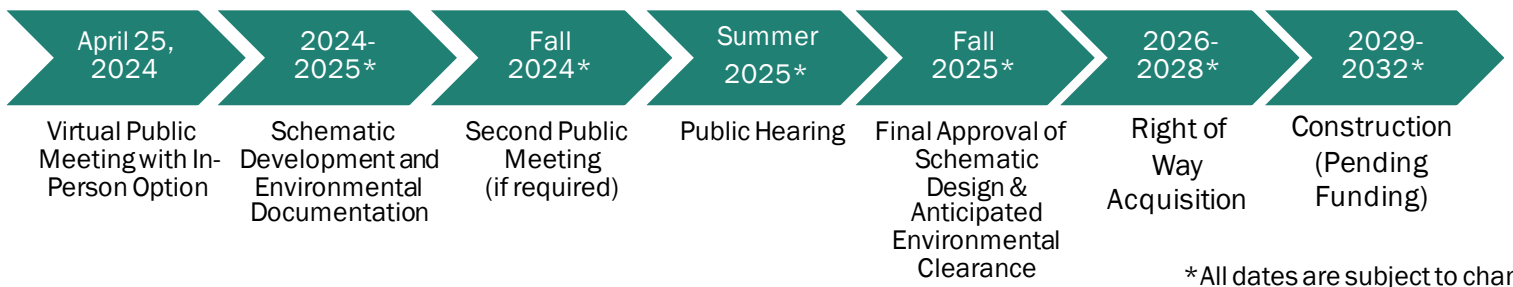 April 25,
2024
2024-
2025*
Fall
2024*
Summer
2025*
Fall
2025*
2026-
2028*
2029-
2032*
Virtual Public
Meeting with In-
Person Option
Schematic
Development and
Environmental
Documentation
Second Public
Meeting
(if required)
Public Hearing
Final Approval of
Schematic
Design &
Anticipated
Environmental
Clearance
Right of
Way
Acquisition
Construction
(Pending
Funding)
*All dates are subject to